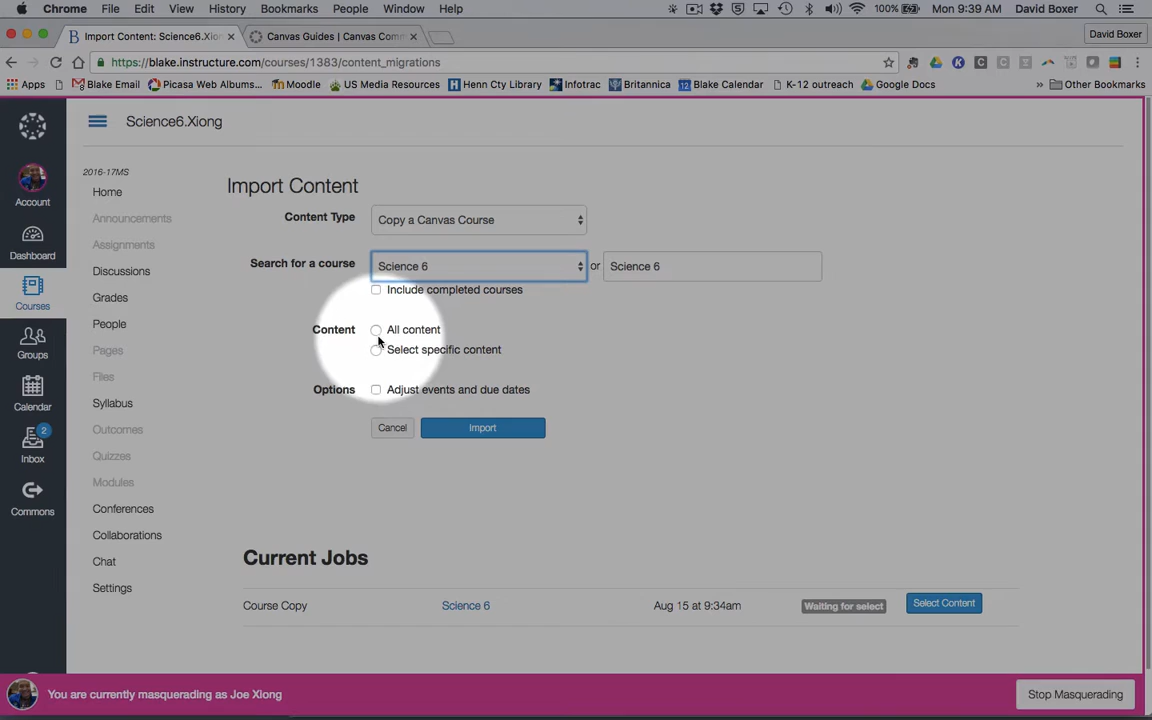 Chrome File Edit View History Bookmarks People Window Help 100% Mon 9:39 AM David Boxer
Import Content: Science6.Xion Canvas Guides | Canvas Com David Boxer
https://blake.instructure.com/courses/1383/content_migrations
Apps Blake Email Picasa Web Albums... Moodle US Media Resources Henn Cty Library Infotrac Britannica Blake Calendar K-12 outreach Google Docs » Other Bookmarks
Science6.Xiong
2016-17MS
Home
Announcements
Assignments
Discussions
Grades
People
Pages
Files
Syllabus
Outcomes
Quizzes
Modules
Conferences
Collaborations
Chat
Settings
Account
Dashboard
Courses
Groups
Calendar
2
Inbox
Commons
Import Content
Content Type Copy a Canvas Course
Search for a course Science 6 or Science 6
Include completed courses
Content All content
Select specific content
Options Adjust events and due dates
Cancel Import
Current Jobs
Course Copy Science 6 Aug 15 at 9:34am Waiting for select Select Content
You are currently masquerading as Joe Xiong Stop Masquerading